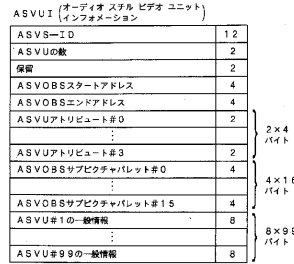 ASVUI (オーディオ スチル ビデオ ユニット
インフォメーション)
ASVS—ID 12
ASVUの数 2
保留 2
ASVOBSスタートアドレス 4
ASVOBSエンドアドレス 4
ASVUアトリビュート#0 2
⋮
ASVUアトリビュート#3 2
2×4
バイト
ASVOBSサブピクチャパレット#0 4
⋮
ASVOBSサブピクチャパレット#15 4
4×16
バイト
ASVU#1の一般情報 8
⋮
ASVU#99の一般情報 8
8×99
バイト